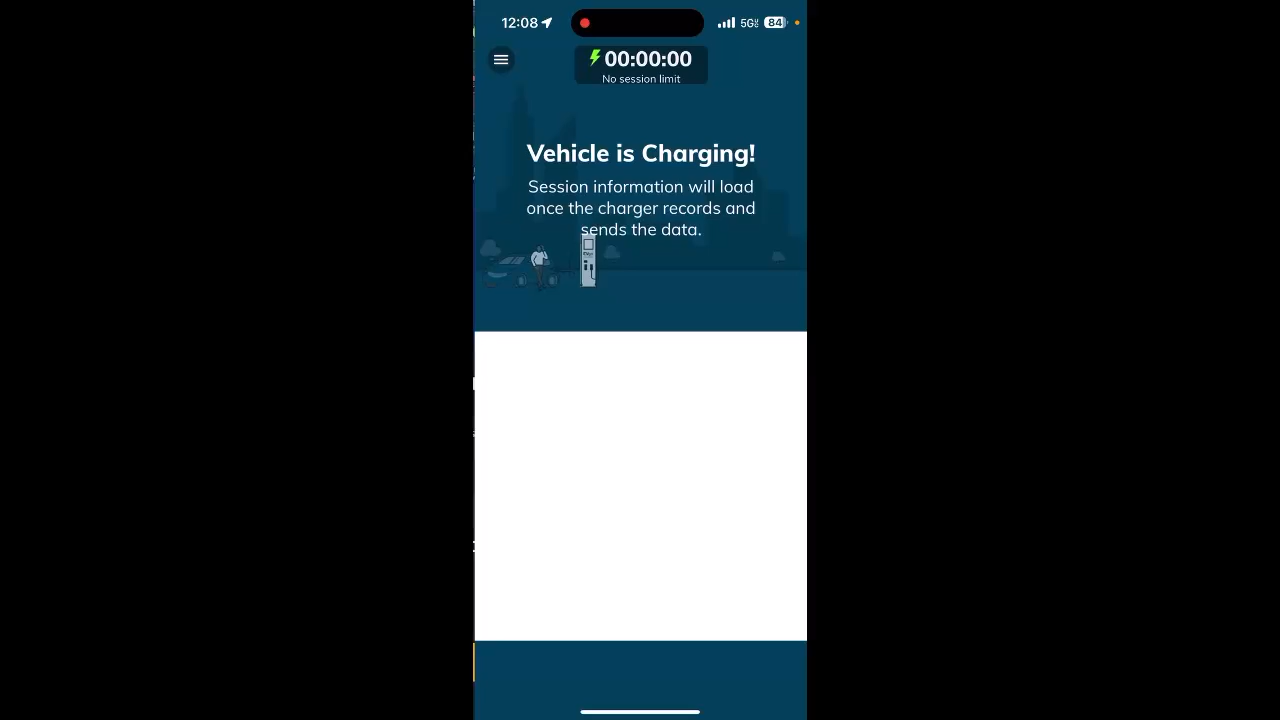 12:08
5G
84
00:00:00
No session limit
Vehicle is Charging!
Session information will load
once the charger records and
sends the data.